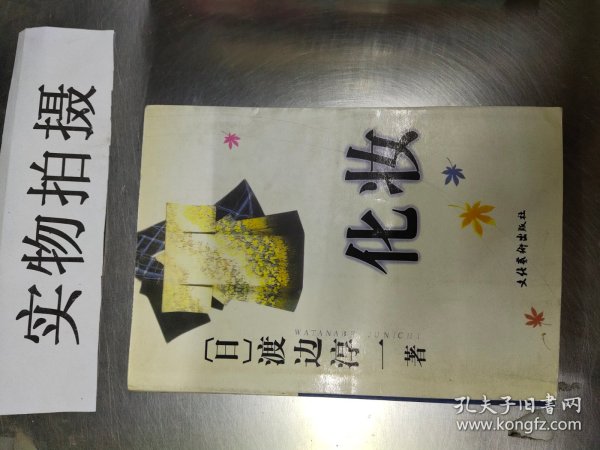 实物拍摄
化妆
〔日〕渡边淳一 著
WATANABE JUNICHI
文化艺术出版社
孔夫子旧书网
www.kongfz.com